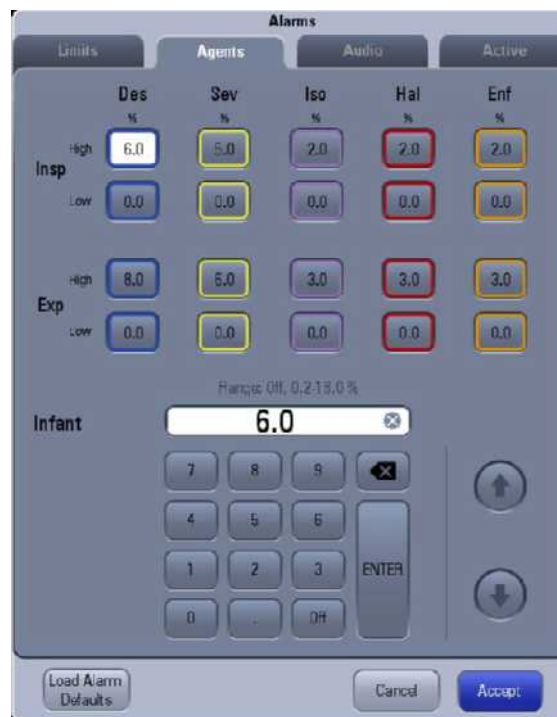 Alarms
Limits Agents Audio Active
Des Sev Iso Hal Enf
% % % % %
High 6.0 5.0 2.0 2.0 2.0
Insp
Low 0.0 0.0 0.0 0.0 0.0
High 8.0 6.0 3.0 3.0 3.0
Exp
Low 0.0 0.0 0.0 0.0 0.0
Range: Off, 0.2-18.0 %
Infant 6.0
7 8 9
4 5 6
1 2 3 ENTER
0 . Off
Load Alarm
Defaults
Cancel Accept